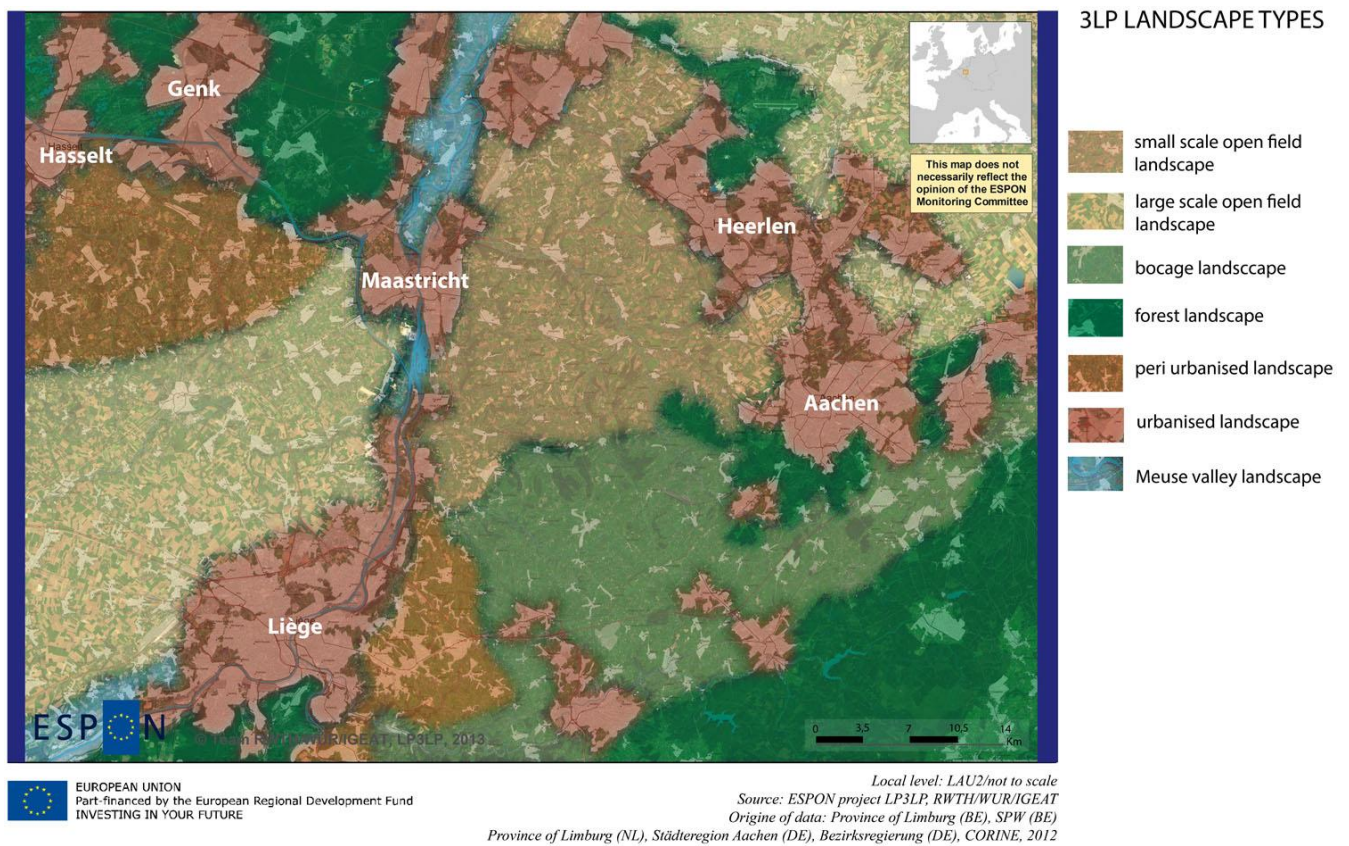 3LP LANDSCAPE TYPES
Genk
Hasselt
Hasselt
This map does not
necessarily reflect the
opinion of the ESPON
Monitoring Committee
Heerlen
Maastricht
Aachen
Liège
small scale open field
landscape
large scale open field
landscape
bocage landsccape
forest landscape
peri urbanised landscape
urbanised landscape
Meuse valley landscape
ESPON
© Team RWTH/WUR/IGEAT, LP3LP, 2013
0 3,5 7 10,5 14
Km
EUROPEAN UNION
Part-financed by the European Regional Development Fund
INVESTING IN YOUR FUTURE
Local level: LAU2/not to scale
Source: ESPON project LP3LP, RWTH/WUR/IGEAT
Origine of data: Province of Limburg (BE), SPW (BE)
Province of Limburg (NL), Städteregion Aachen (DE), Bezirksregierung (DE), CORINE, 2012